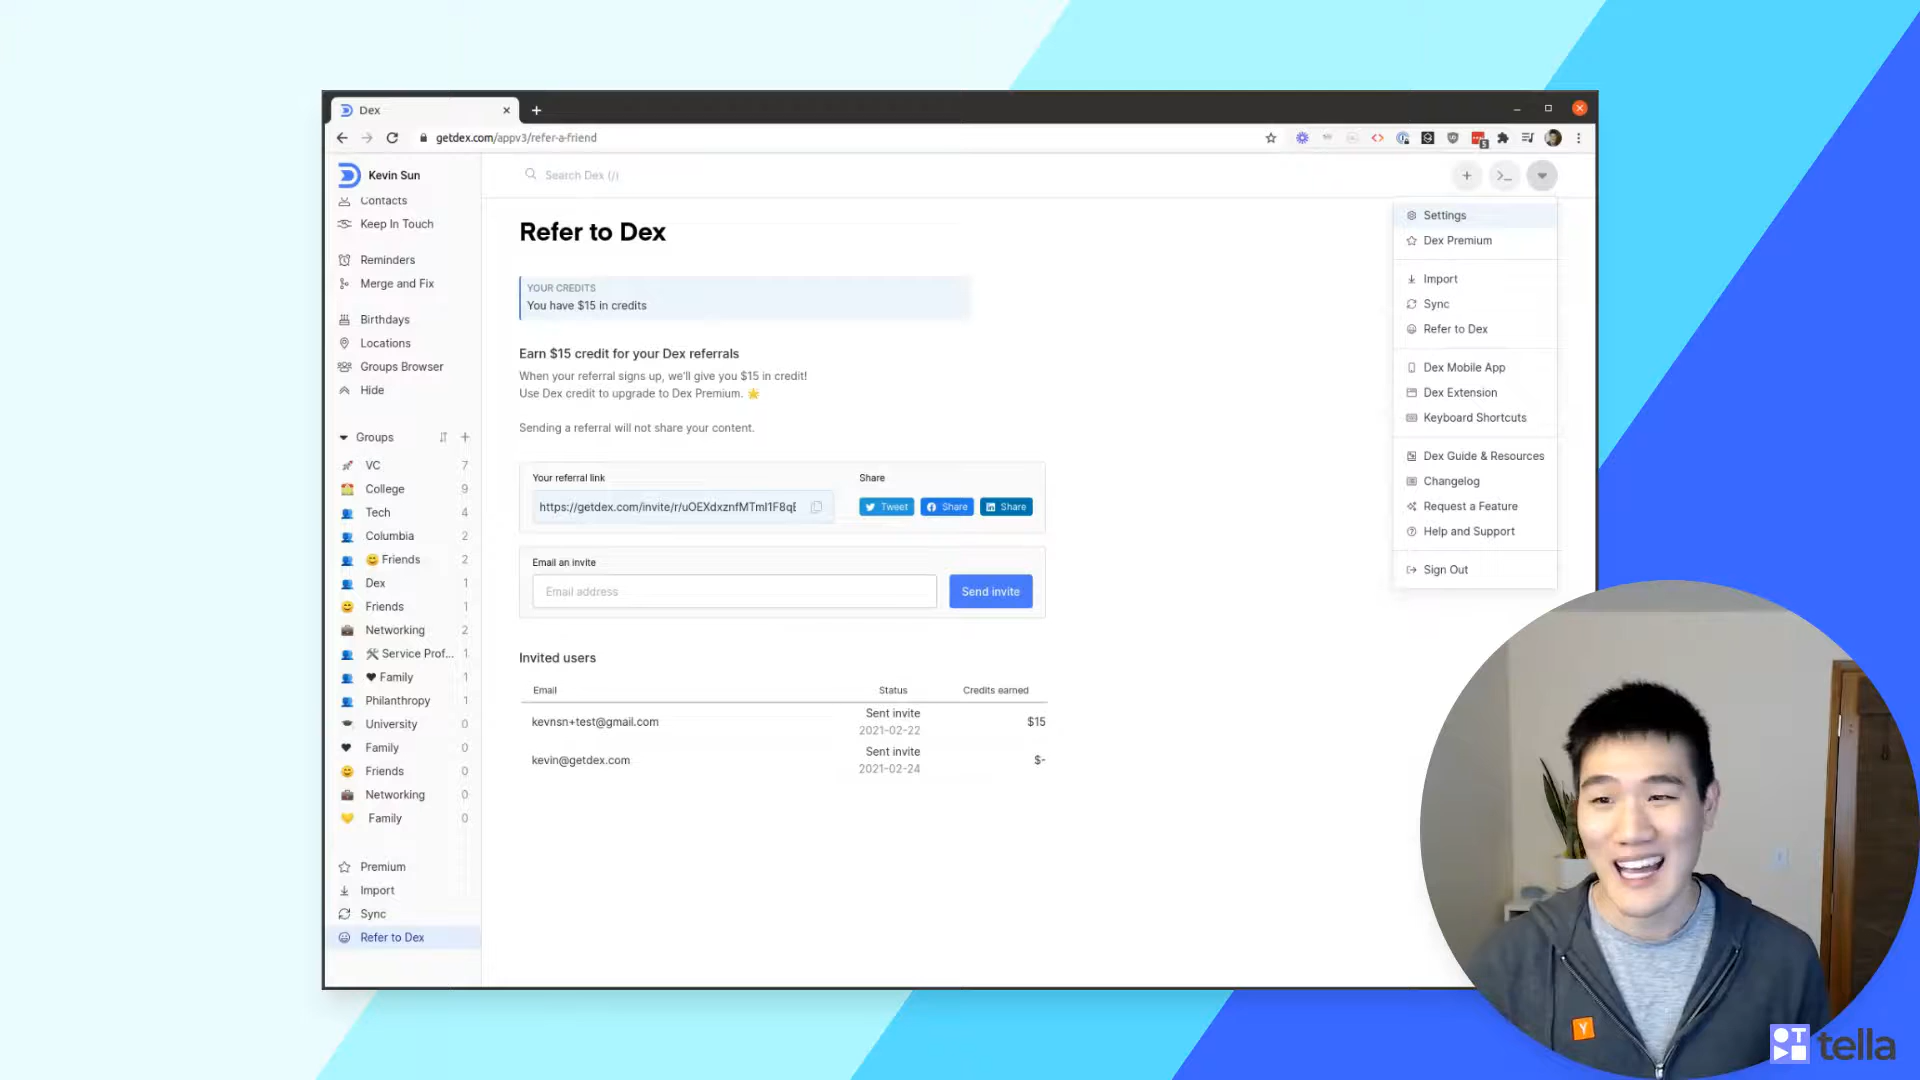 Dex
getdex.com/appv3/refer-a-friend
Kevin Sun
Search Dex (/)
Contacts
Keep In Touch
Reminders
Merge and Fix
Birthdays
Locations
Groups Browser
Hide
Groups
VC 7
College 9
Tech 4
Columbia 2
Friends 2
Dex 1
Friends 1
Networking 2
Service Prof... 1
Family 1
Philanthropy 1
University 0
Family 0
Friends 0
Networking 0
Family 0
Premium
Import
Sync
Refer to Dex
Refer to Dex
YOUR CREDITS
You have $15 in credits
Earn $15 credit for your Dex referrals
When your referral signs up, we'll give you $15 in credit!
Use Dex credit to upgrade to Dex Premium.
Sending a referral will not share your content.
Your referral link
Share
https://getdex.com/invite/r/uOEXdxznfMTmI1F8qE
Tweet
Share
Share
Email an invite
Email address
Send invite
Invited users
Email Status Credits earned
kevnsn+test@gmail.com Sent invite $15
2021-02-22
kevin@getdex.com Sent invite $-
2021-02-24
Settings
Dex Premium
Import
Sync
Refer to Dex
Dex Mobile App
Dex Extension
Keyboard Shortcuts
Dex Guide & Resources
Changelog
Request a Feature
Help and Support
Sign Out
Y
tella